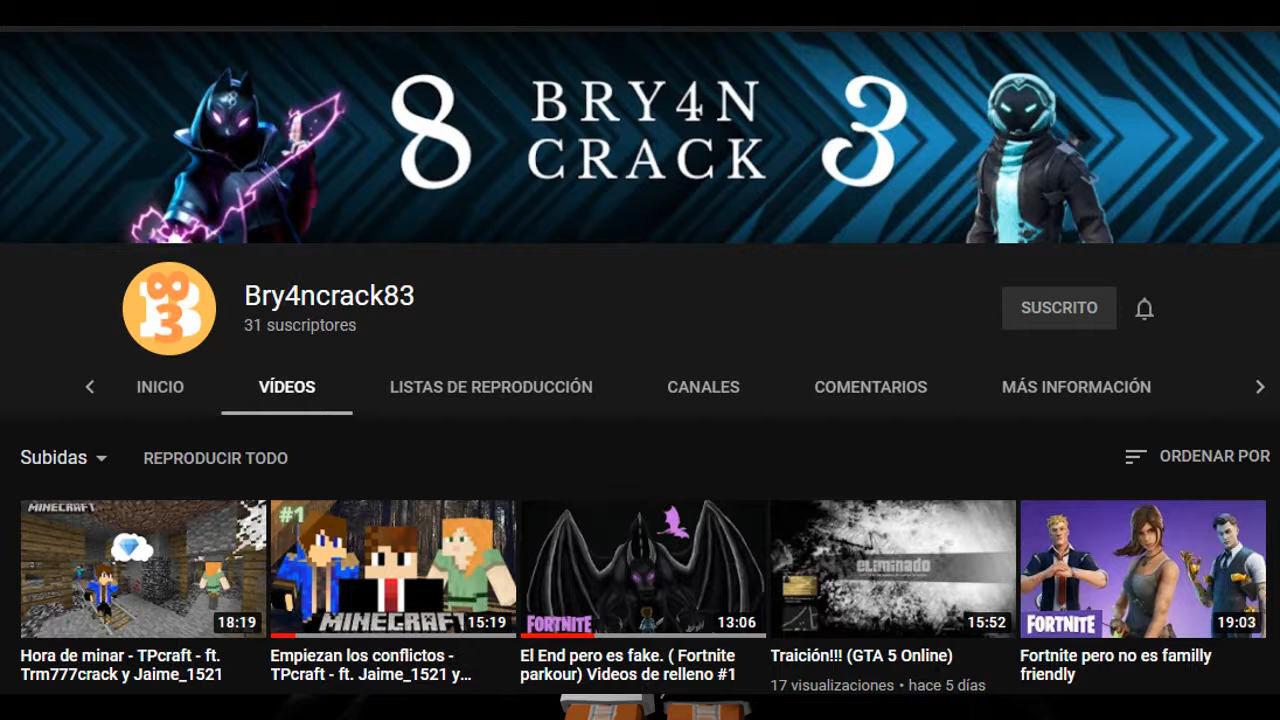 8 BRY4N 3
CRACK
B83
Bry4ncrack83
31 suscriptores
SUSCRITO
INICIO VÍDEOS LISTAS DE REPRODUCCIÓN CANALES COMENTARIOS MÁS INFORMACIÓN
Subidas REPRODUCIR TODO ORDENAR POR
MINECRAFT
18:19
#1
MINECRAFT
15:19
FORTNITE
13:06
eliminado
15:52
FORTNITE
19:03
Hora de minar - TPcraft - ft.
Trm777crack y Jaime_1521
Empiezan los conflictos -
TPcraft - ft. Jaime_1521 y...
El End pero es fake. ( Fortnite
parkour) Videos de relleno #1
Traición!!! (GTA 5 Online)
17 visualizaciones • hace 5 días
Fortnite pero no es familly
friendly